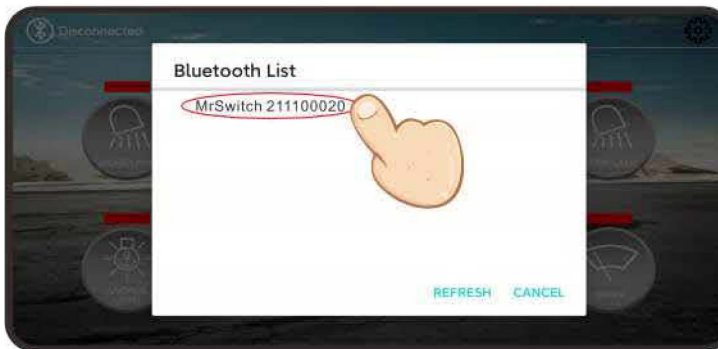 Disconnected
Bluetooth List
MrSwitch 211100020
REFRESH CANCEL